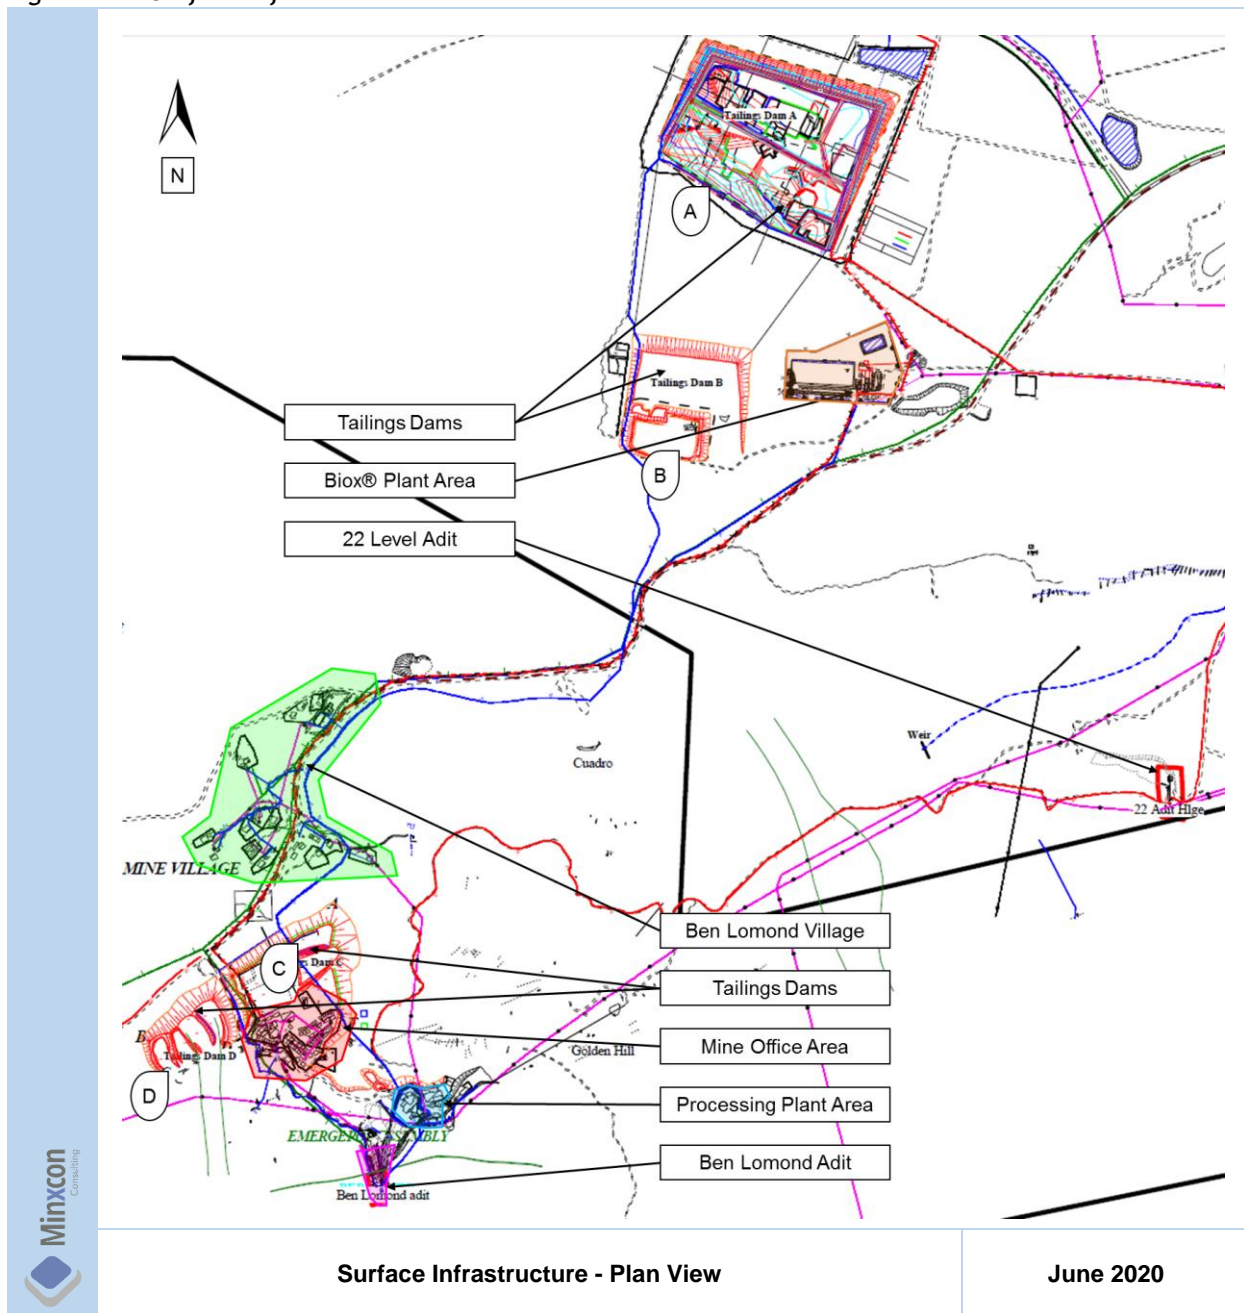 N
Tailings Dam A
A
Tailings Dam B
Tailings Dams
B
Biox® Plant Area
22 Level Adit
Weir
Cuadro
22 Adit Hlge
MINE VILLAGE
A
Ben Lomond Village
C
Dam C
Tailings Dams
B
Tailings Dam D
Mine Office Area
Golden Hill
D
Processing Plant Area
Ben Lomond Adit
Ben Lomond adit
Minxcon
Consulting
Surface Infrastructure - Plan View
June 2020